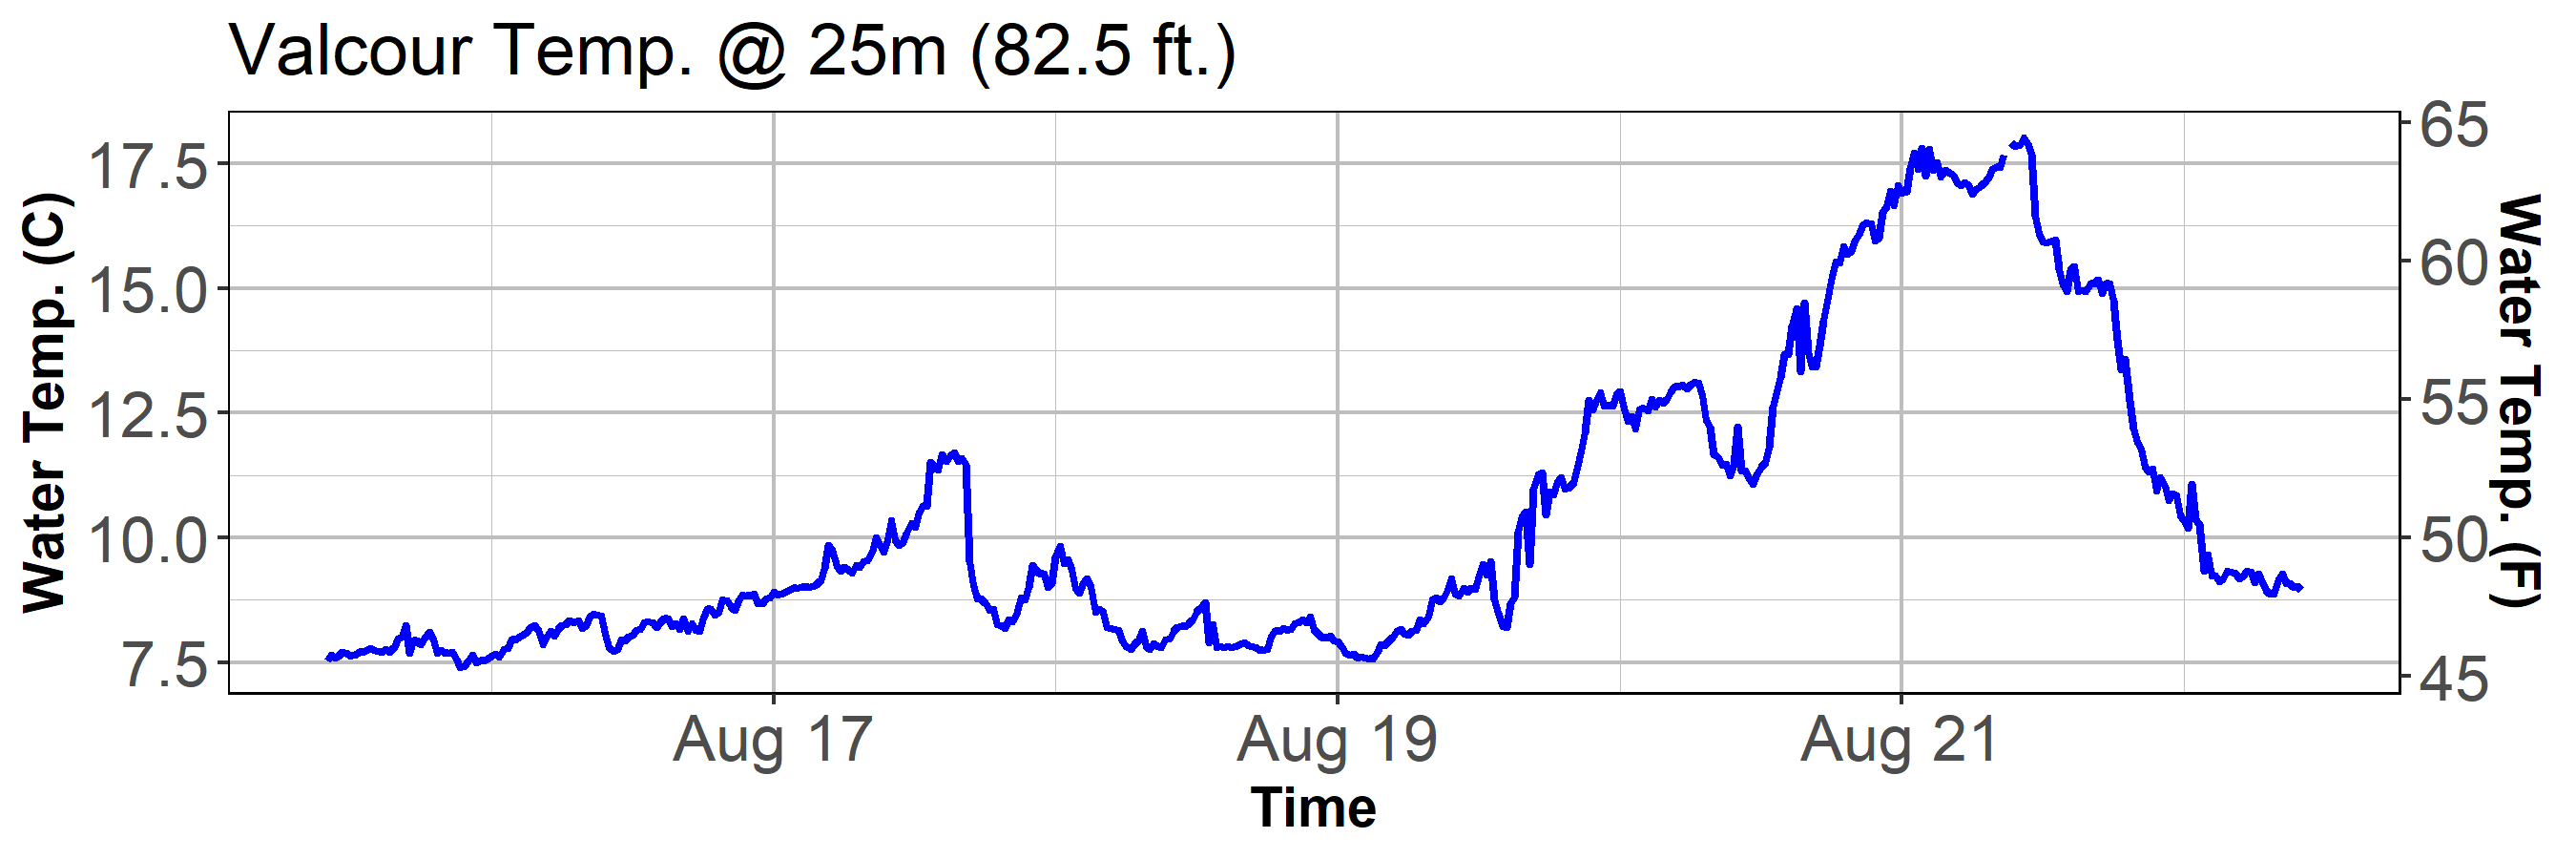 Valcour Temp. @ 25m (82.5 ft.)
Water Temp. (C)
17.5
15.0
12.5
10.0
7.5
65
60
55
50
45
Water Temp. (F)
Aug 17 Aug 19 Aug 21
Time